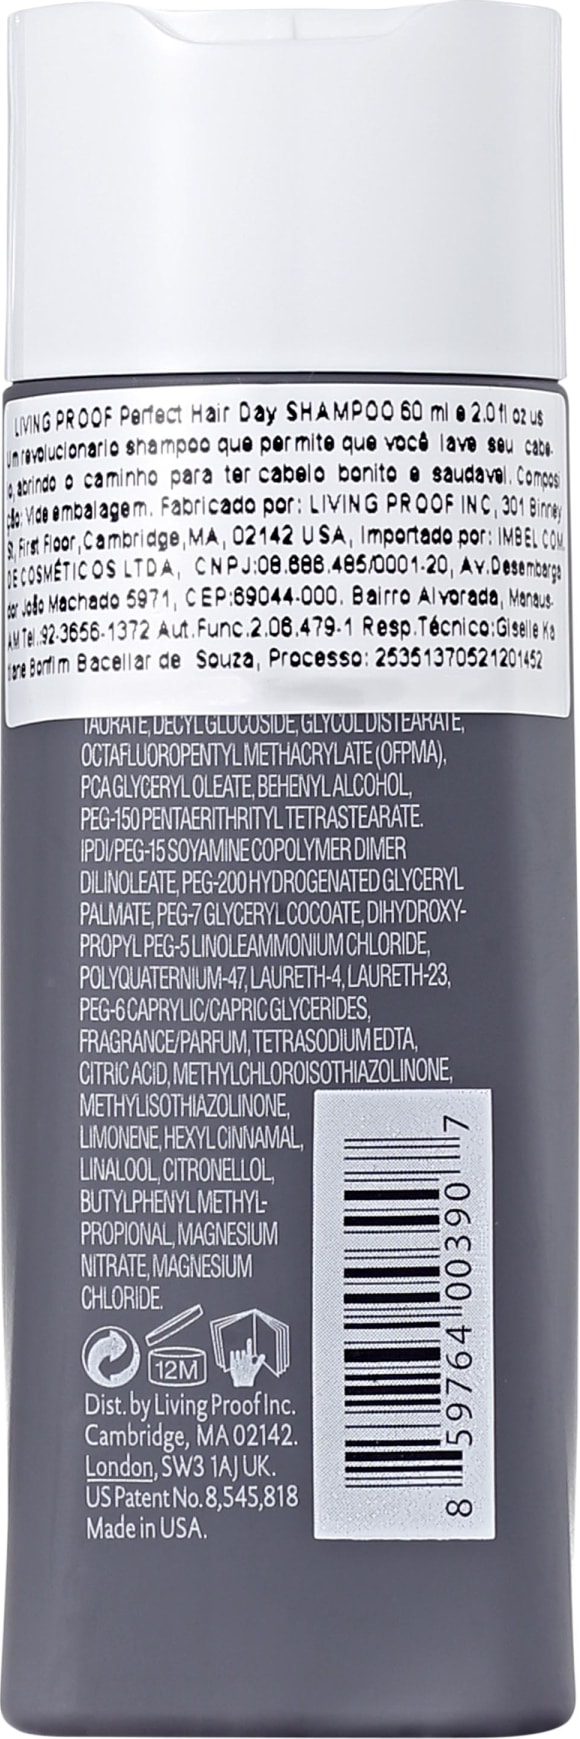 LIVING PROOF Perfect Hair Day SHAMPOO 60 ml e 2.0 fl oz us
Um revolucionario shampoo que permite que você lave seu cabe-
lo, abrindo o caminho para ter cabelo bonito e saudavel. Composi
ção: Vide embalagem. Fabricado por: LIVING PROOF INC, 301 Binney
St, First Floor, Cambridge, MA, 02142 USA, Importado por: IMBEL COM.
DE COSMÉTICOS LTDA, CNPJ:08.686.485/0001-20, Av. Desembarga
dor João Machado 5971, CEP:69044-000. Bairro Alvorada, Manaus-
AM Tel.:92-3656-1372 Aut.Func.2.06.479-1 Resp.Técnico:Giselle Ka
Bonfim Bacellar de Souza, Processo: 25351370521201452
TAURATE, DECYL GLUCOSIDE, GLYCOL DISTEARATE,
OCTAFLUOROPENTYL METHACRYLATE (OFPMA),
PCA GLYCERYL OLEATE, BEHENYL ALCOHOL,
PEG-150 PENTAERITHRITYL TETRASTEARATE.
IPDI/PEG-15 SOYAMINE COPOLYMER DIMER
DILINOLEATE, PEG-200 HYDROGENATED GLYCERYL
PALMATE, PEG-7 GLYCERYL COCOATE, DIHYDROXY-
PROPYL PEG-5 LINOLEAMMONIUM CHLORIDE,
POLYQUATERNIUM-47, LAURETH-4, LAURETH-23,
PEG-6 CAPRYLIC/CAPRIC GLYCERIDES,
FRAGRANCE/PARFUM, TETRASODIUM EDTA,
CITRIC ACID, METHYLCHLOROISOTHIAZOLINONE,
METHYLISOTHIAZOLINONE,
LIMONENE, HEXYL CINNAMAL,
LINALOOL, CITRONELLOL,
BUTYLPHENYL METHYL-
PROPIONAL, MAGNESIUM
NITRATE, MAGNESIUM
CHLORIDE.
12M
Dist. by Living Proof Inc.
Cambridge, MA 02142.
London, SW3 1AJ UK.
US Patent No. 8,545,818
Made in USA.
8 59764 00390 7